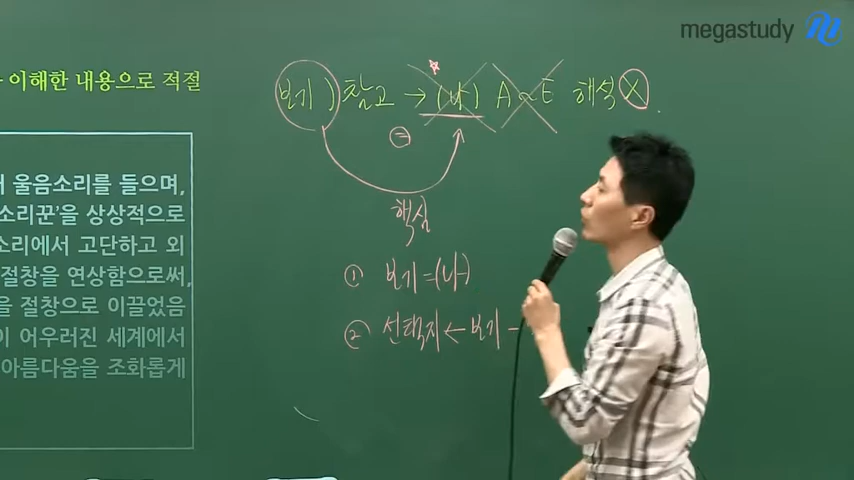 megastudy
이해한 내용으로 적절
보기) 참고 → (나) A~E 해석 X
=
울음소리를 들으며,
소리꾼'을 상상적으로
소리에서 고단하고 외
절창을 연상함으로써,
을 절창으로 이끌었음
이 어우러진 세계에서
아름다움을 조화롭게
핵심
① 보기=(나)
② 선택지←보기